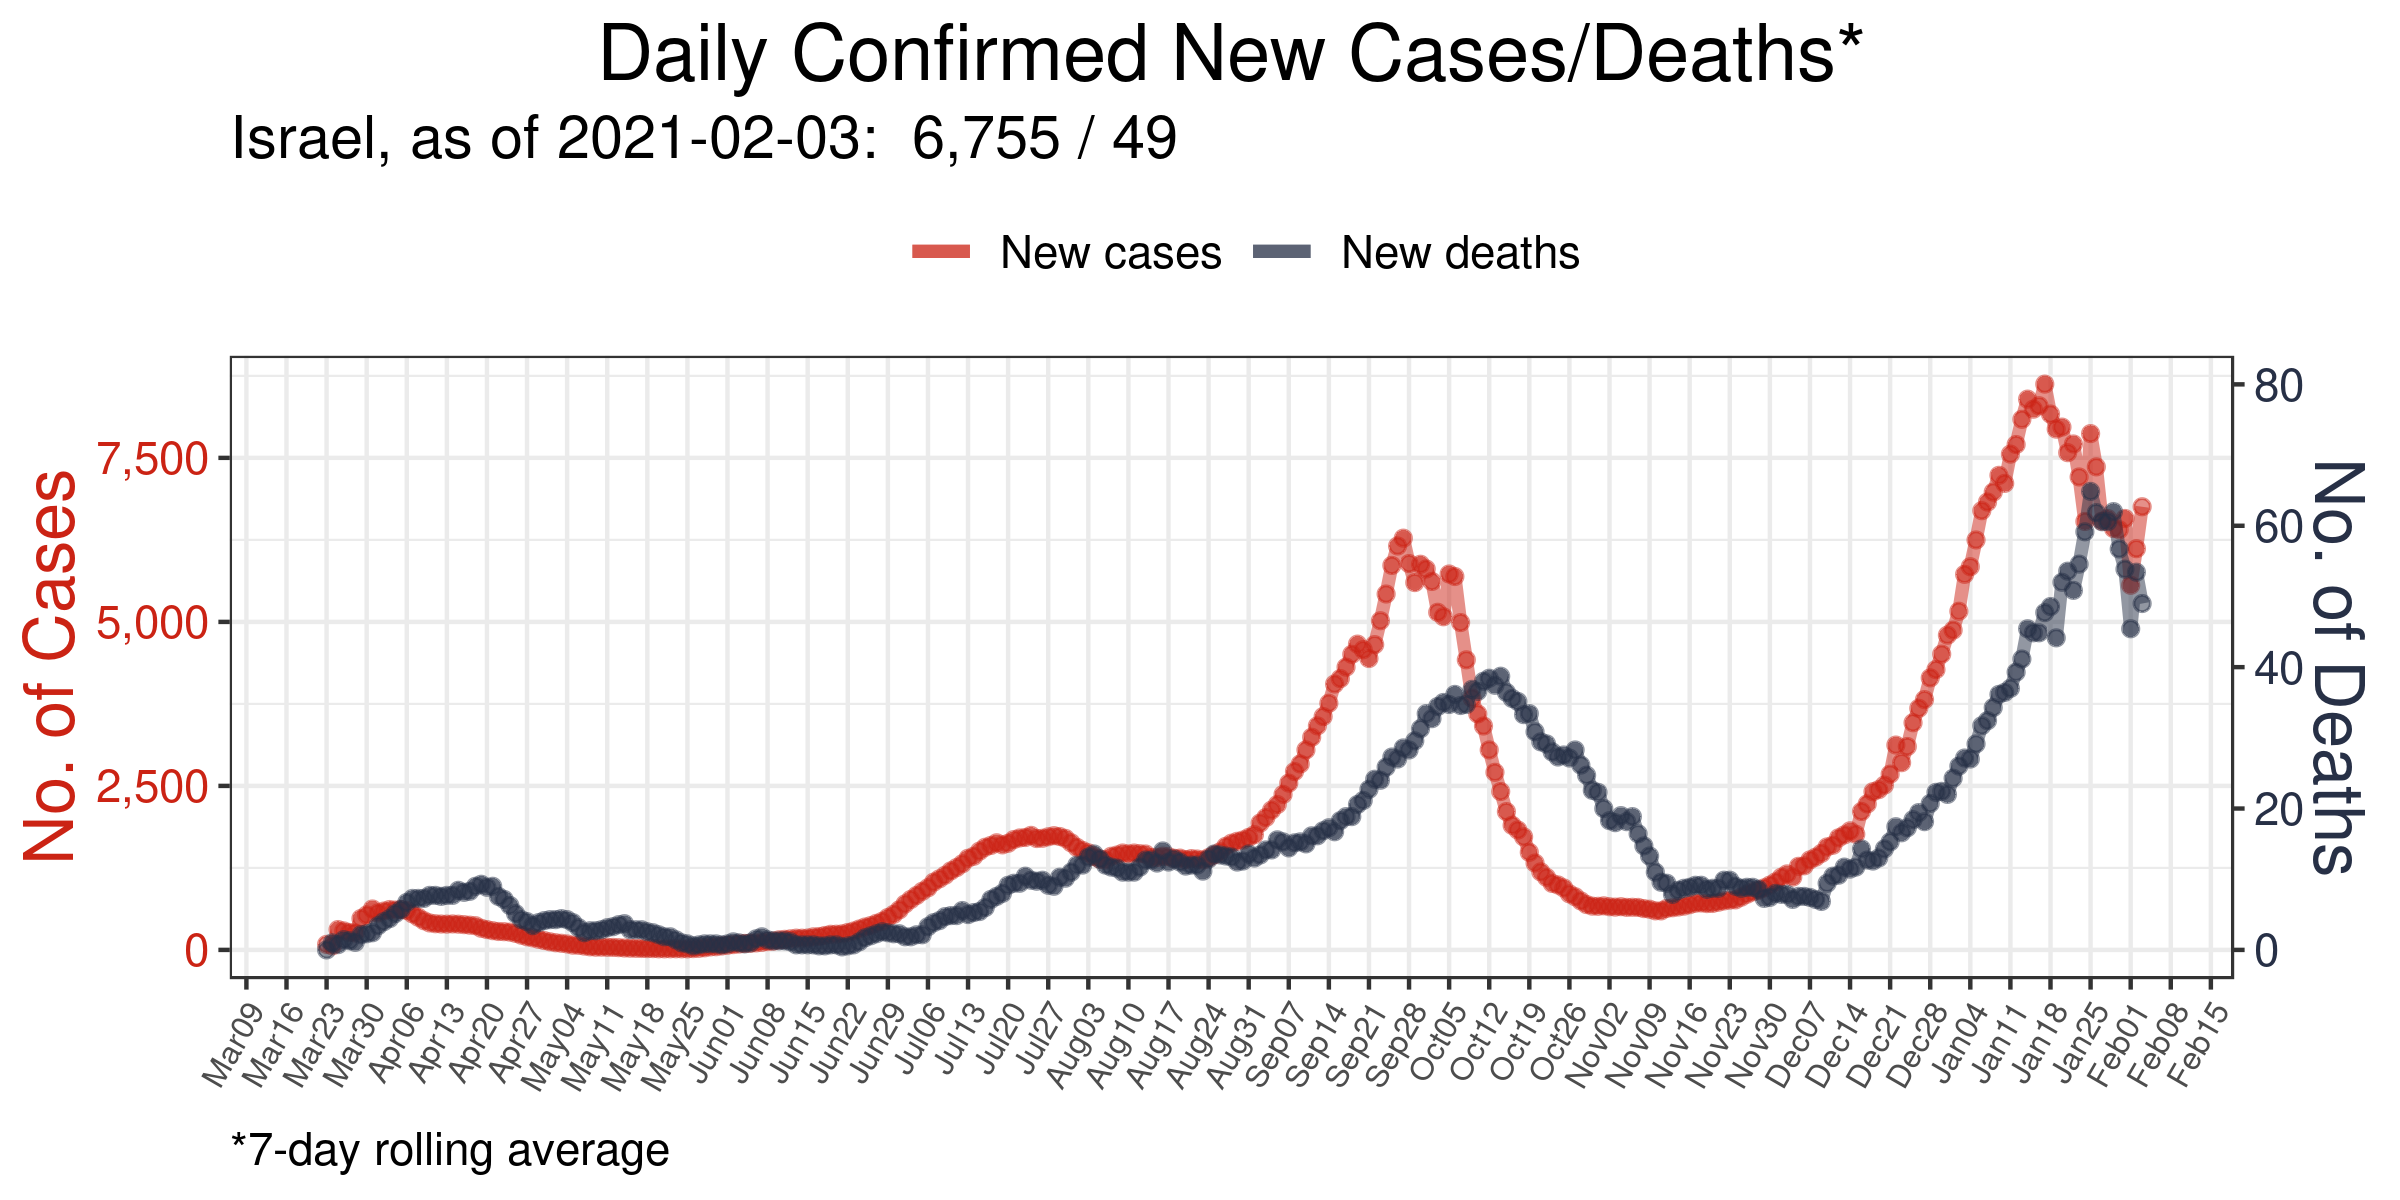 Daily Confirmed New Cases/Deaths*
Israel, as of 2021-02-03:  6,755 / 49
New cases
New deaths
No. of Cases
7,500
5,000
2,500
0
80
60
40
20
0
No. of Deaths
Mar09
Mar16
Mar23
Mar30
Apr06
Apr13
Apr20
Apr27
May04
May11
May18
May25
Jun01
Jun08
Jun15
Jun22
Jun29
Jul06
Jul13
Jul20
Jul27
Aug03
Aug10
Aug17
Aug24
Aug31
Sep07
Sep14
Sep21
Sep28
Oct05
Oct12
Oct19
Oct26
Nov02
Nov09
Nov16
Nov23
Nov30
Dec07
Dec14
Dec21
Dec28
Jan04
Jan11
Jan18
Jan25
Feb01
Feb08
Feb15
*7-day rolling average